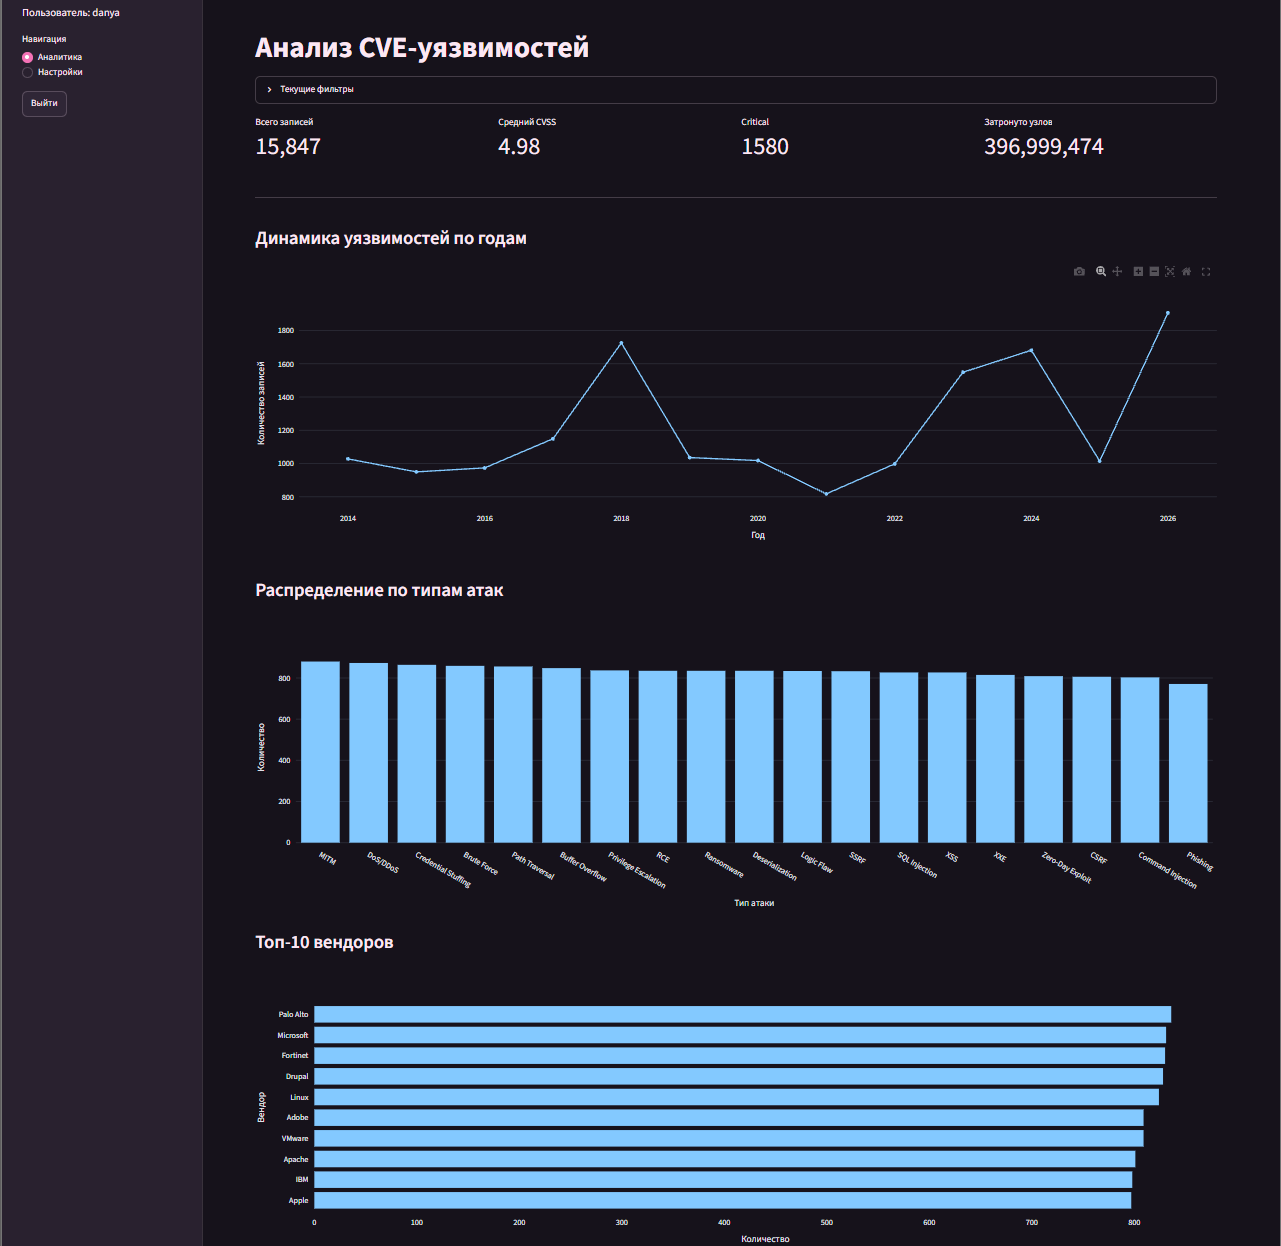 Пользователь: danya
Навигация
Аналитика
Настройки
Выйти
Анализ CVE-уязвимостей
Текущие фильтры
Всего записей
15,847
Средний CVSS
4.98
Critical
1580
Затронуто узлов
396,999,474
Динамика уязвимостей по годам
Количество записей
1800
1600
1400
1200
1000
800
2014 2016 2018 2020 2022 2024 2026
Год
Распределение по типам атак
Количество
800
600
400
200
0
MITM DoS/DDoS Credential Stuffing Brute Force Path Traversal Buffer Overflow Privilege Escalation RCE Ransomware Deserialization Logic Flaw SSRF SQL Injection XSS XXE Zero-Day Exploit CSRF Command Injection Phishing
Тип атаки
Топ-10 вендоров
Вендор
Palo Alto
Microsoft
Fortinet
Drupal
Linux
Adobe
VMware
Apache
IBM
Apple
0 100 200 300 400 500 600 700 800
Количество